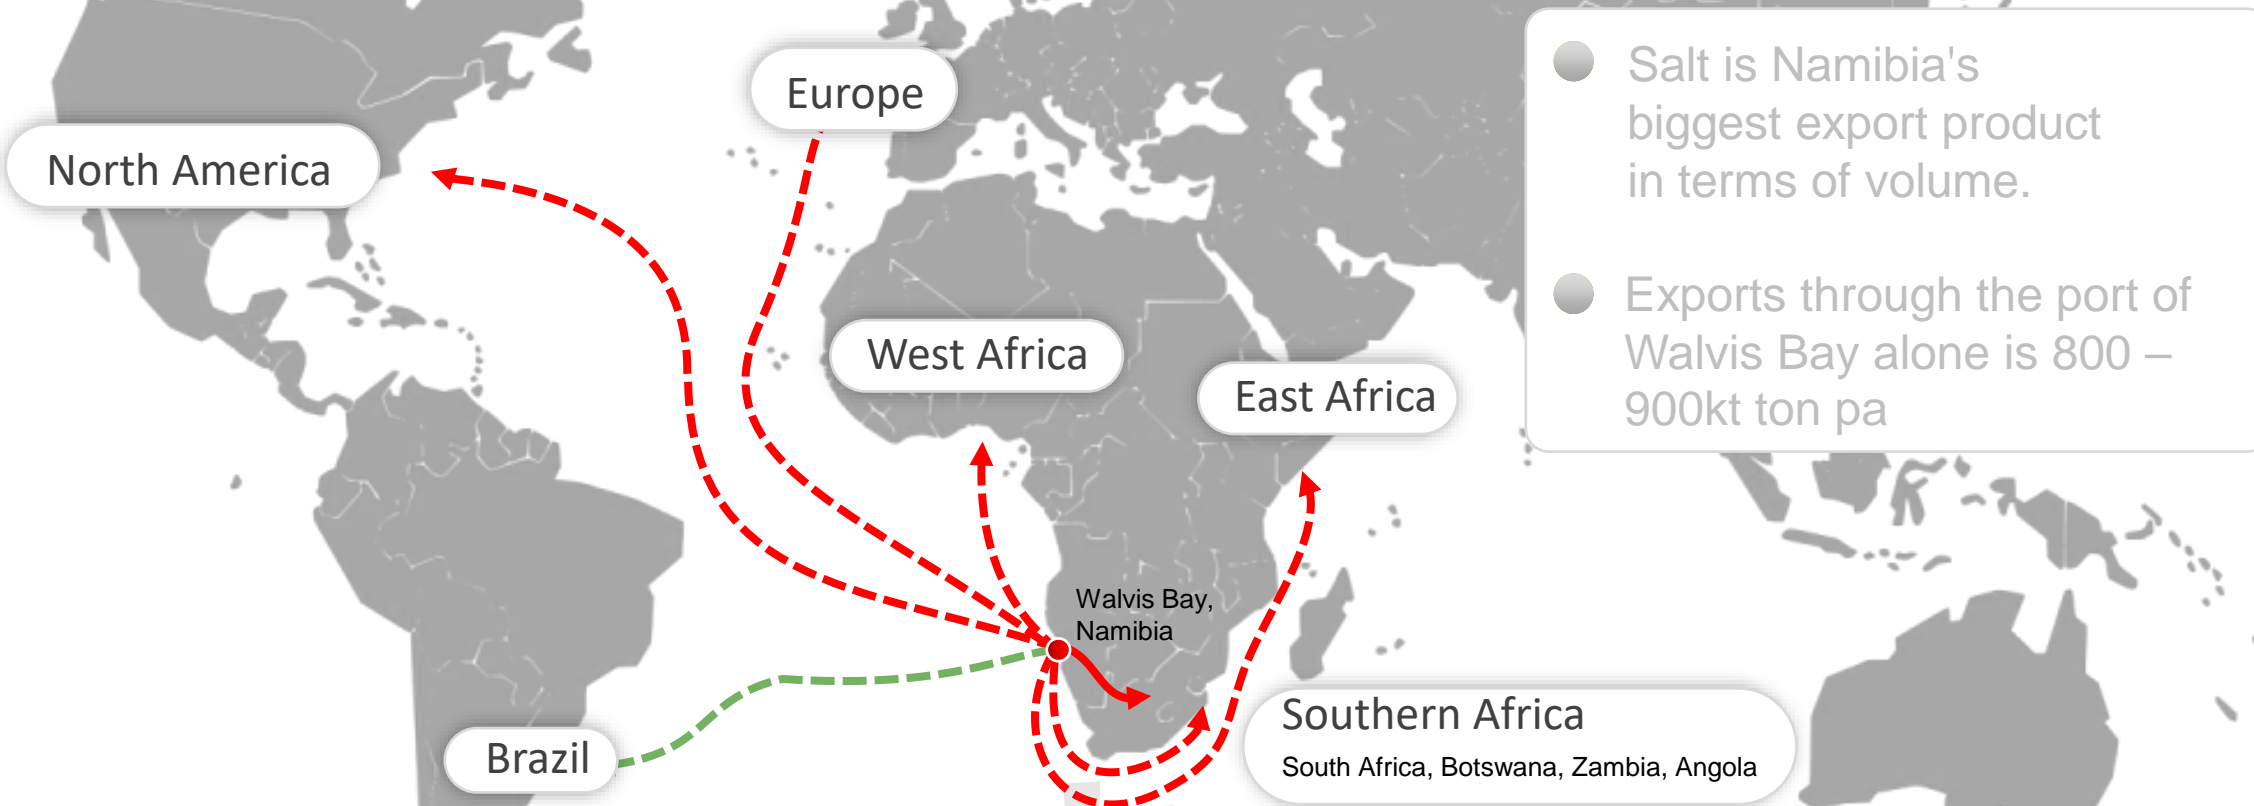 Europe
North America
West Africa
East Africa
Walvis Bay,
Namibia
Brazil
Southern Africa
South Africa, Botswana, Zambia, Angola
Salt is Namibia's
biggest export product
in terms of volume.
Exports through the port of
Walvis Bay alone is 800 –
900kt ton pa